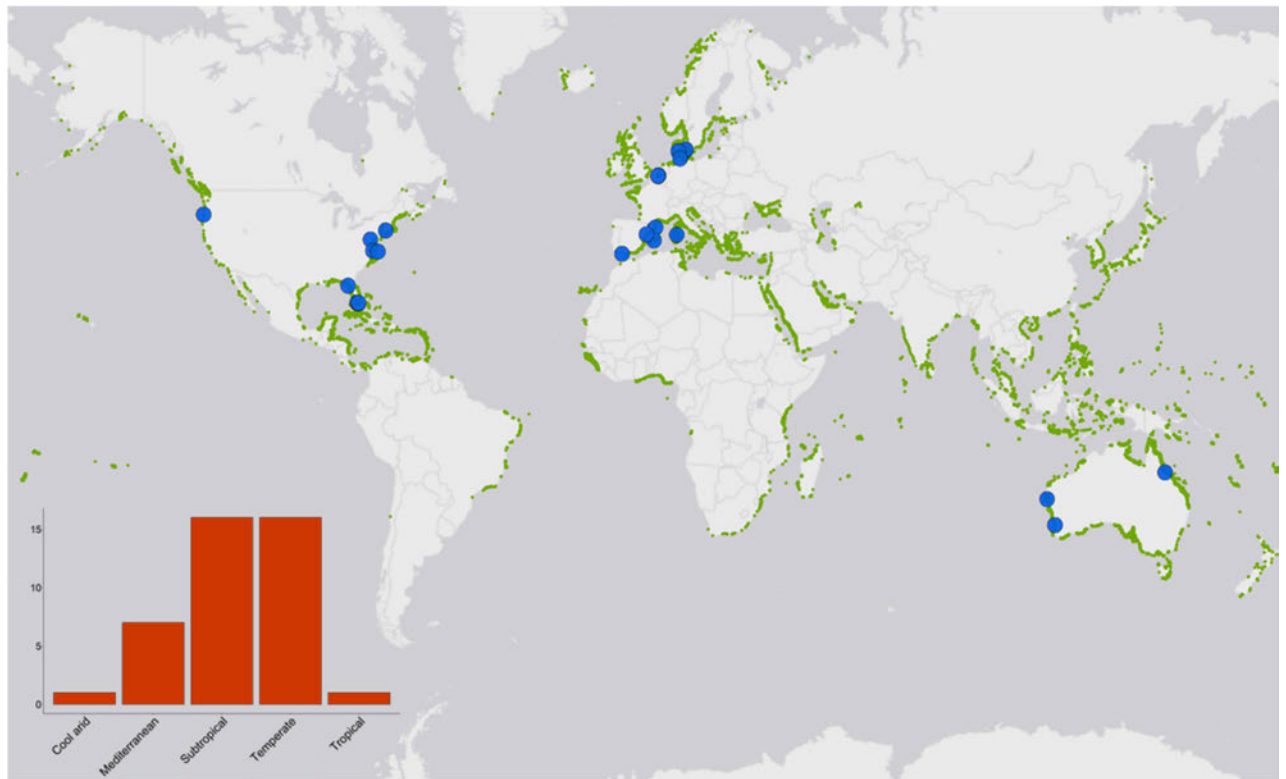 15
10
5
0
Cool arid
Mediterranean
Subtropical
Temperate
Tropical